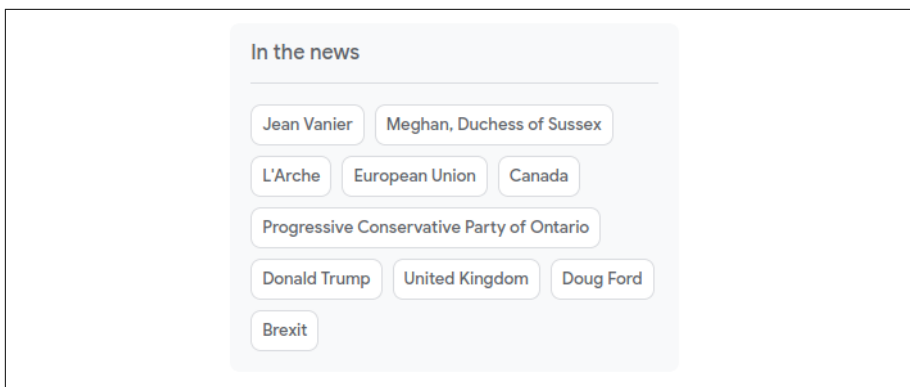 In the news
Jean Vanier Meghan, Duchess of Sussex
L'Arche European Union Canada
Progressive Conservative Party of Ontario
Donald Trump United Kingdom Doug Ford
Brexit